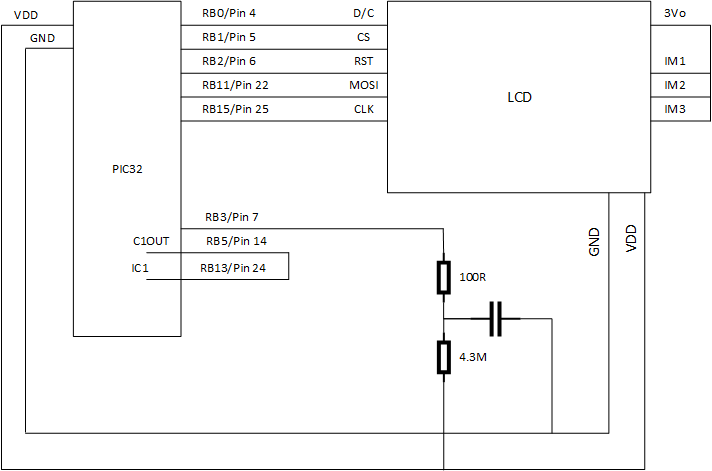 VDD
GND
RB0/Pin 4
D/C
3Vo
RB1/Pin 5
CS
RB2/Pin 6
RST
IM1
RB11/Pin 22
MOSI
IM2
RB15/Pin 25
CLK
IM3
LCD
PIC32
RB3/Pin 7
C1OUT
RB5/Pin 14
IC1
RB13/Pin 24
GND
VDD
100R
4.3M